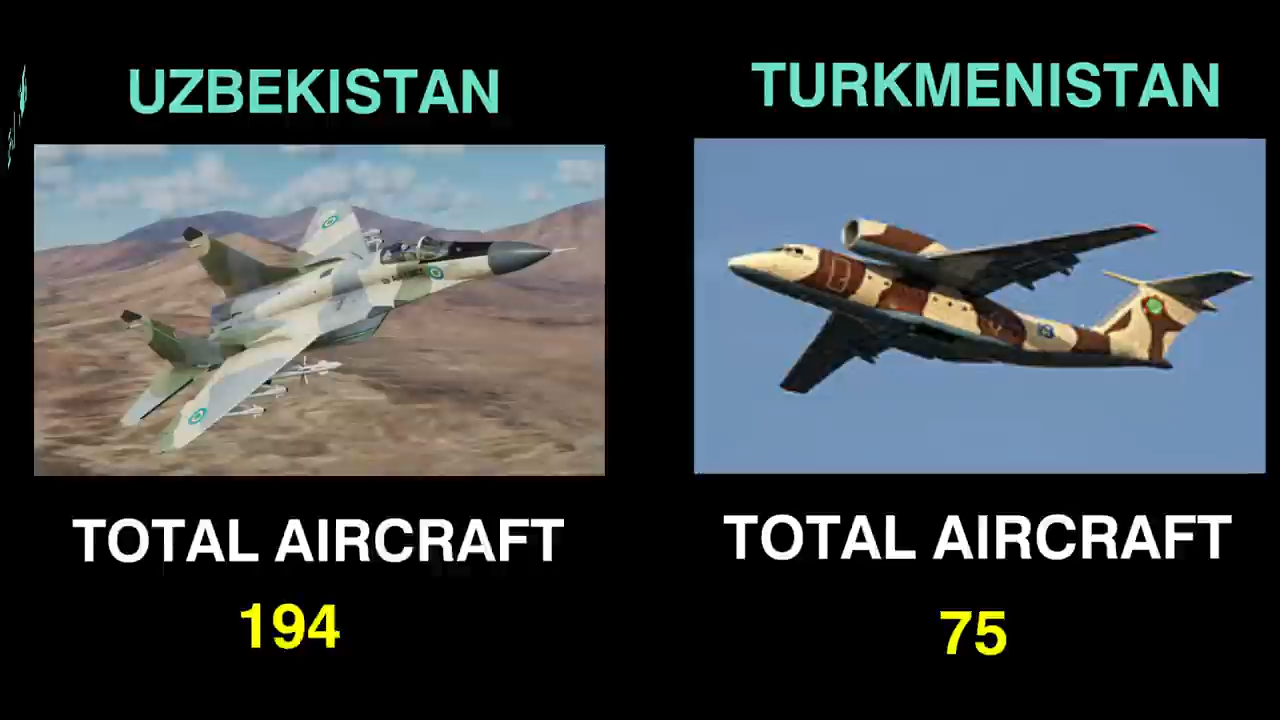 UZBEKISTAN
TOTAL AIRCRAFT
194
TURKMENISTAN
TOTAL AIRCRAFT
75